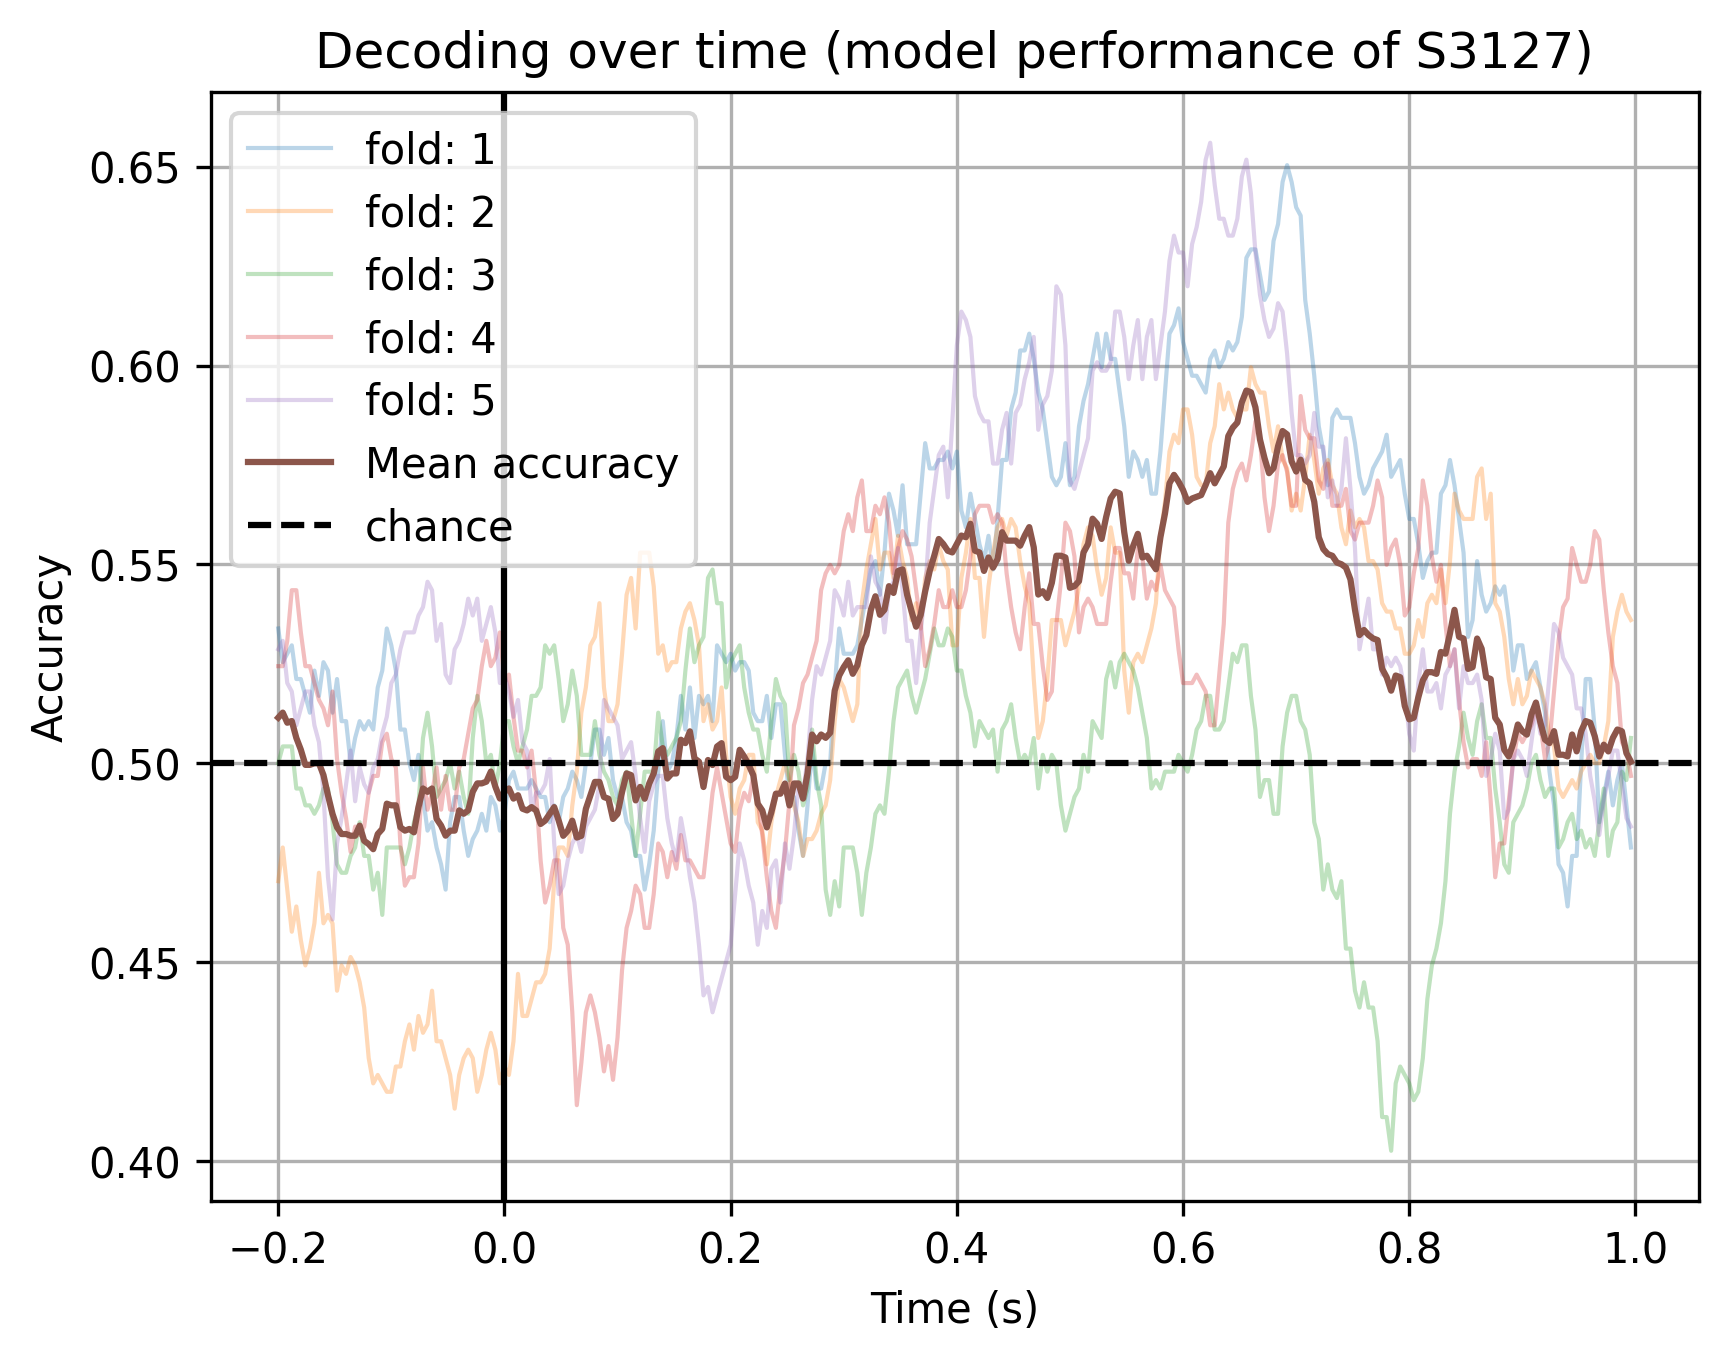 Decoding over time (model performance of S3127)
fold: 1
fold: 2
fold: 3
fold: 4
fold: 5
Mean accuracy
chance
0.65
0.60
0.55
0.50
0.45
0.40
Accuracy
−0.2 0.0 0.2 0.4 0.6 0.8 1.0
Time (s)